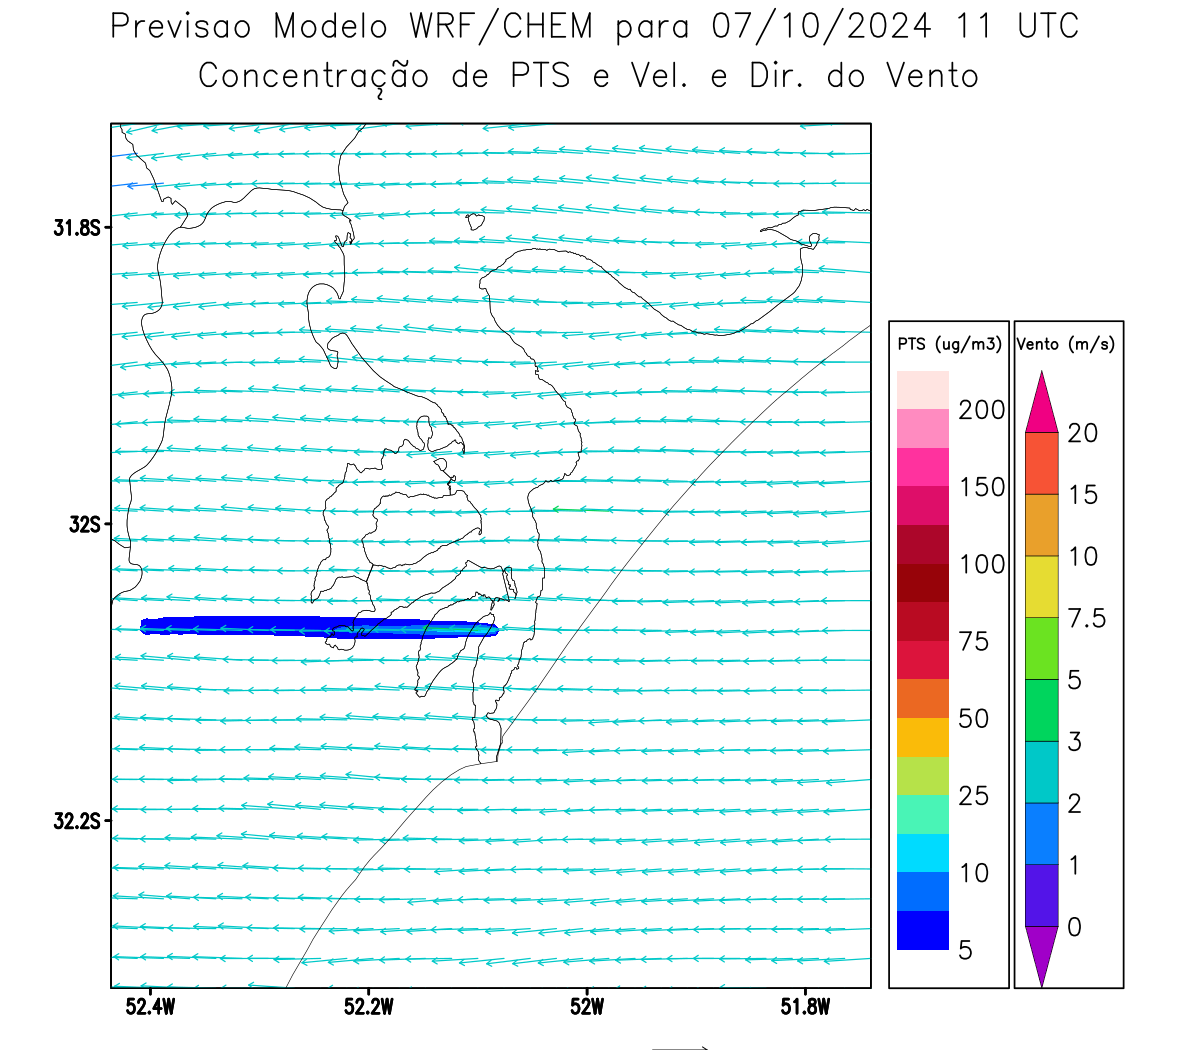 Previsao Modelo WRF/CHEM para 07/10/2024 11 UTC
Concentração de PTS e Vel. e Dir. do Vento
31.8S
32S
32.2S
52.4W
52.2W
52W
51.8W
PTS (ug/m3)
200
150
100
75
50
25
10
5
Vento (m/s)
20
15
10
7.5
5
3
2
1
0